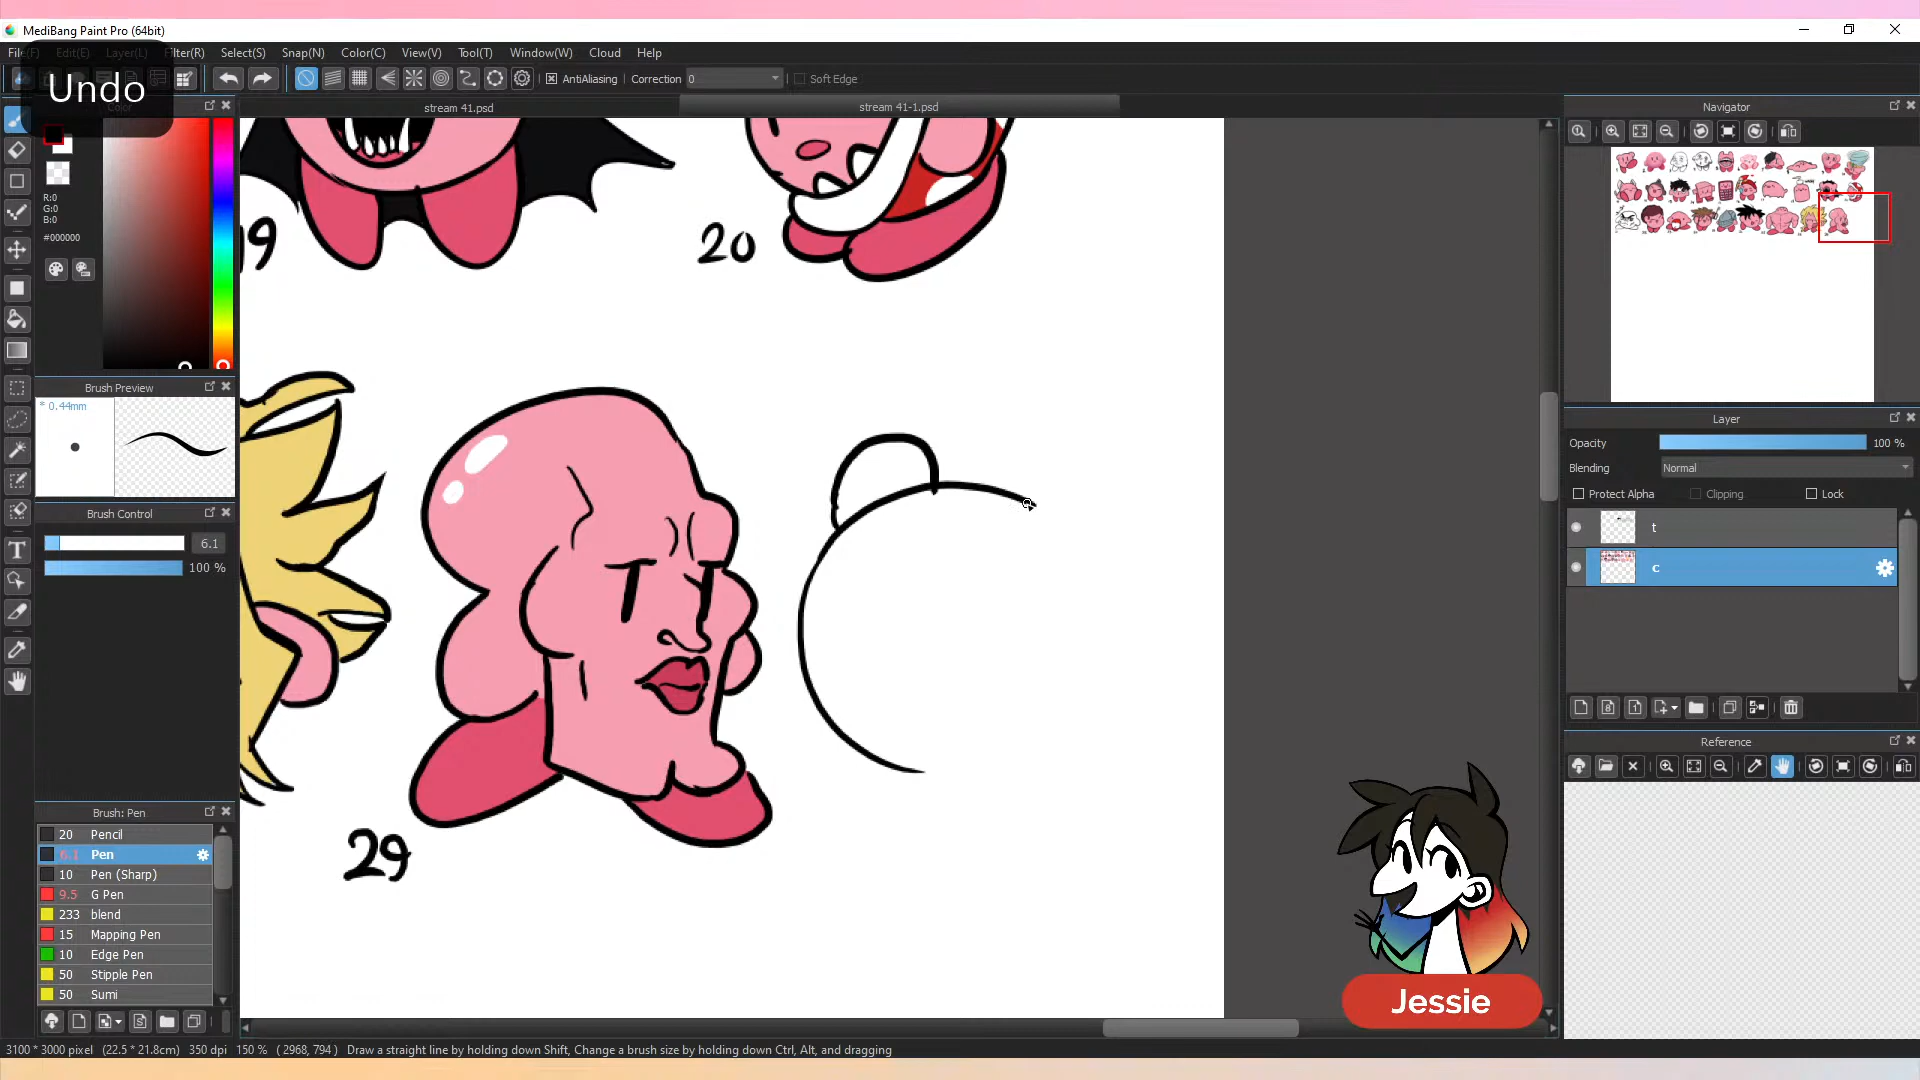 MediBang Paint Pro (64bit)
File(F) Edit(E) Layer(L) Filter(R) Select(S) Snap(N) Color(C) View(V) Tool(T) Window(W) Cloud Help
Undo
AntiAliasing Correction 0 Soft Edge
Color
stream 41.psd
stream 41-1.psd
Navigator
R:0
G:0
B:0
#000000
19
20
Brush Preview
* 0.44mm
Layer
Opacity 100 %
Blending Normal
Protect Alpha Clipping Lock
t
c
Brush Control
6.1
100 %
Reference
Brush: Pen
20 Pencil
6.1 Pen
10 Pen (Sharp)
9.5 G Pen
233 blend
15 Mapping Pen
10 Edge Pen
50 Stipple Pen
50 Sumi
29
Jessie
3100 * 3000 pixel (22.5 * 21.8cm) 350 dpi 150 % ( 2968, 794 ) Draw a straight line by holding down Shift, Change a brush size by holding down Ctrl, Alt, and dragging